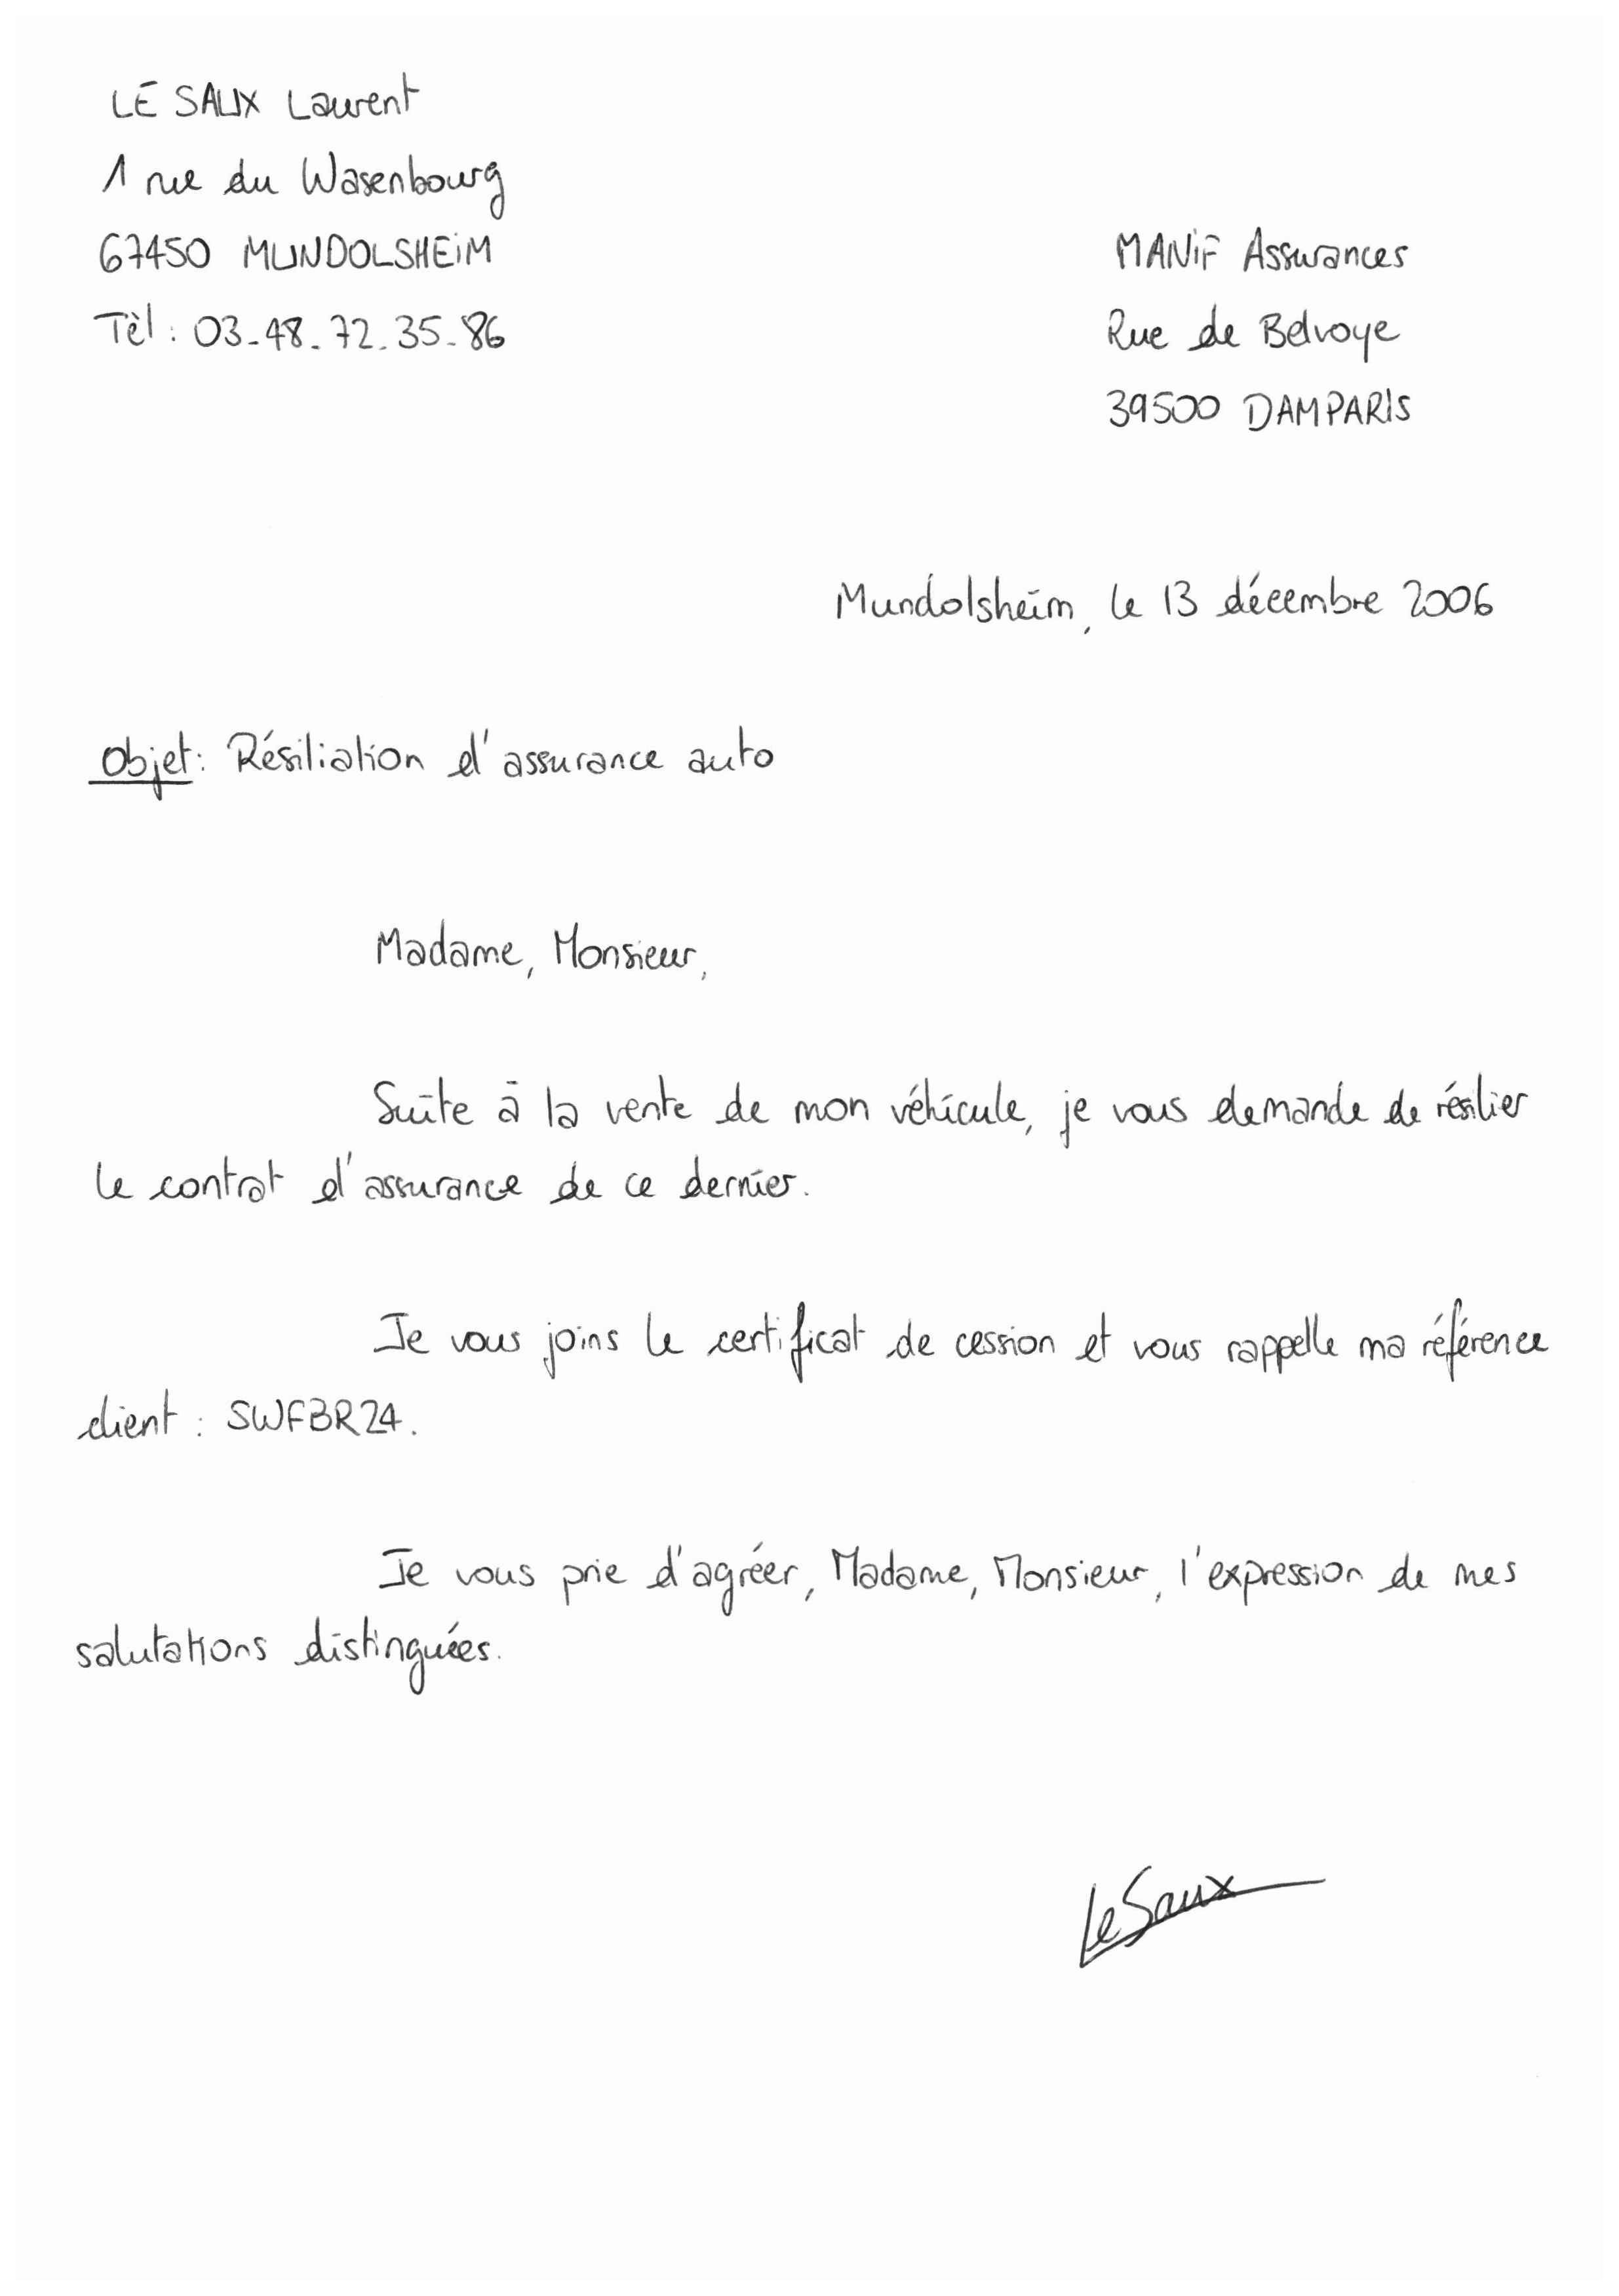 LE SAUX Laurent
1 rue du Wasenbourg
67450 MUNDOLSHEIM
Tèl : 03-48.72.35-86
MANIF Assurances
Rue de Belvoye
39500 DAMPARIS
Mundolsheim, le 13 décembre 2006
Objet : Résiliation d'assurance auto
Madame, Monsieur,
Suite à la vente de mon véhicule, je vous demande de résilier
le contrat d'assurance de ce dernier.
Je vous joins le certificat de cession et vous rappelle ma référence
client : SWFBR24.
Je vous prie d'agréer, Madame, Monsieur, l'expression de mes
salutations distinguées.
Le Saux